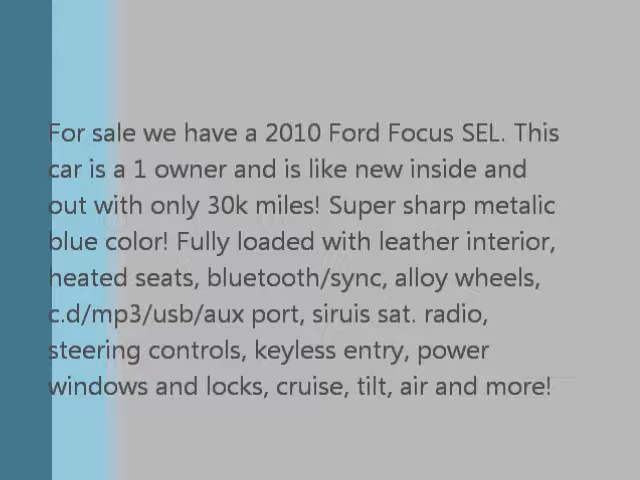 For sale we have a 2010 Ford Focus SEL. This
car is a 1 owner and is like new inside and
out with only 30k miles! Super sharp metalic
blue color! Fully loaded with leather interior,
heated seats, bluetooth/sync, alloy wheels,
c.d/mp3/usb/aux port, siruis sat. radio,
steering controls, keyless entry, power
windows and locks, cruise, tilt, air and more!